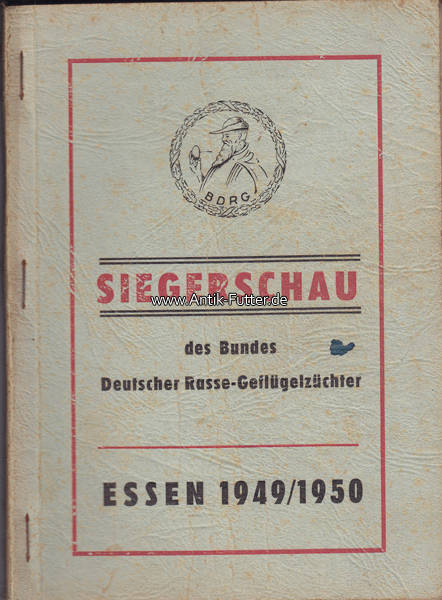 BDRG
SIEGERSCHAU
www.Antik-Futter.de
des Bundes
Deutscher Rasse-Geflügelzüchter
ESSEN 1949/1950